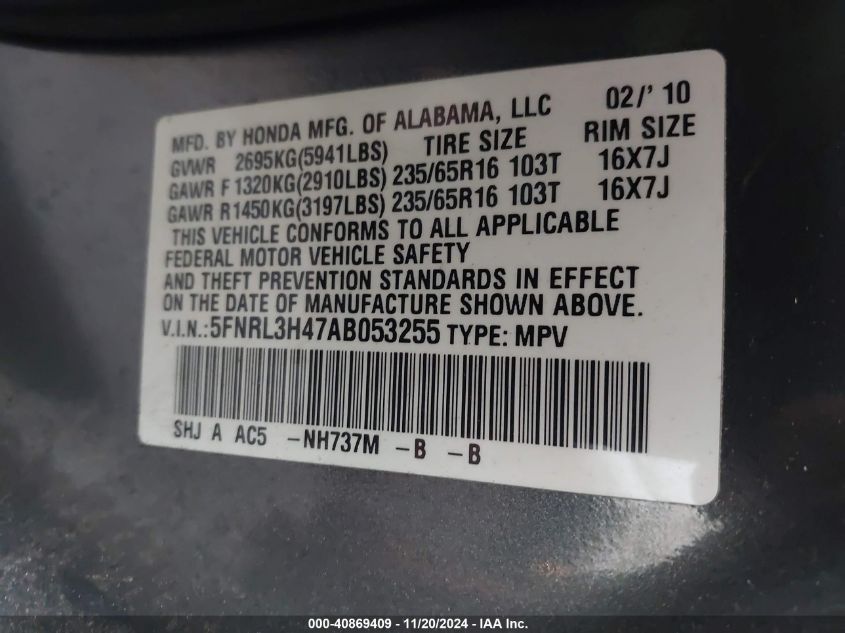 MFD. BY HONDA MFG. OF ALABAMA, LLC 02/' 10
GVWR 2695KG(5941LBS) TIRE SIZE RIM SIZE
GAWR F 1320KG(2910LBS) 235/65R16 103T 16X7J
GAWR R1450KG(3197LBS) 235/65R16 103T 16X7J
THIS VEHICLE CONFORMS TO ALL APPLICABLE
FEDERAL MOTOR VEHICLE SAFETY
AND THEFT PREVENTION STANDARDS IN EFFECT
ON THE DATE OF MANUFACTURE SHOWN ABOVE.
V.I.N.:5FNRL3H47AB053255 TYPE: MPV
SHJ A AC5 -NH737M -B -B
000-40869409 - 11/20/2024 - IAA Inc.